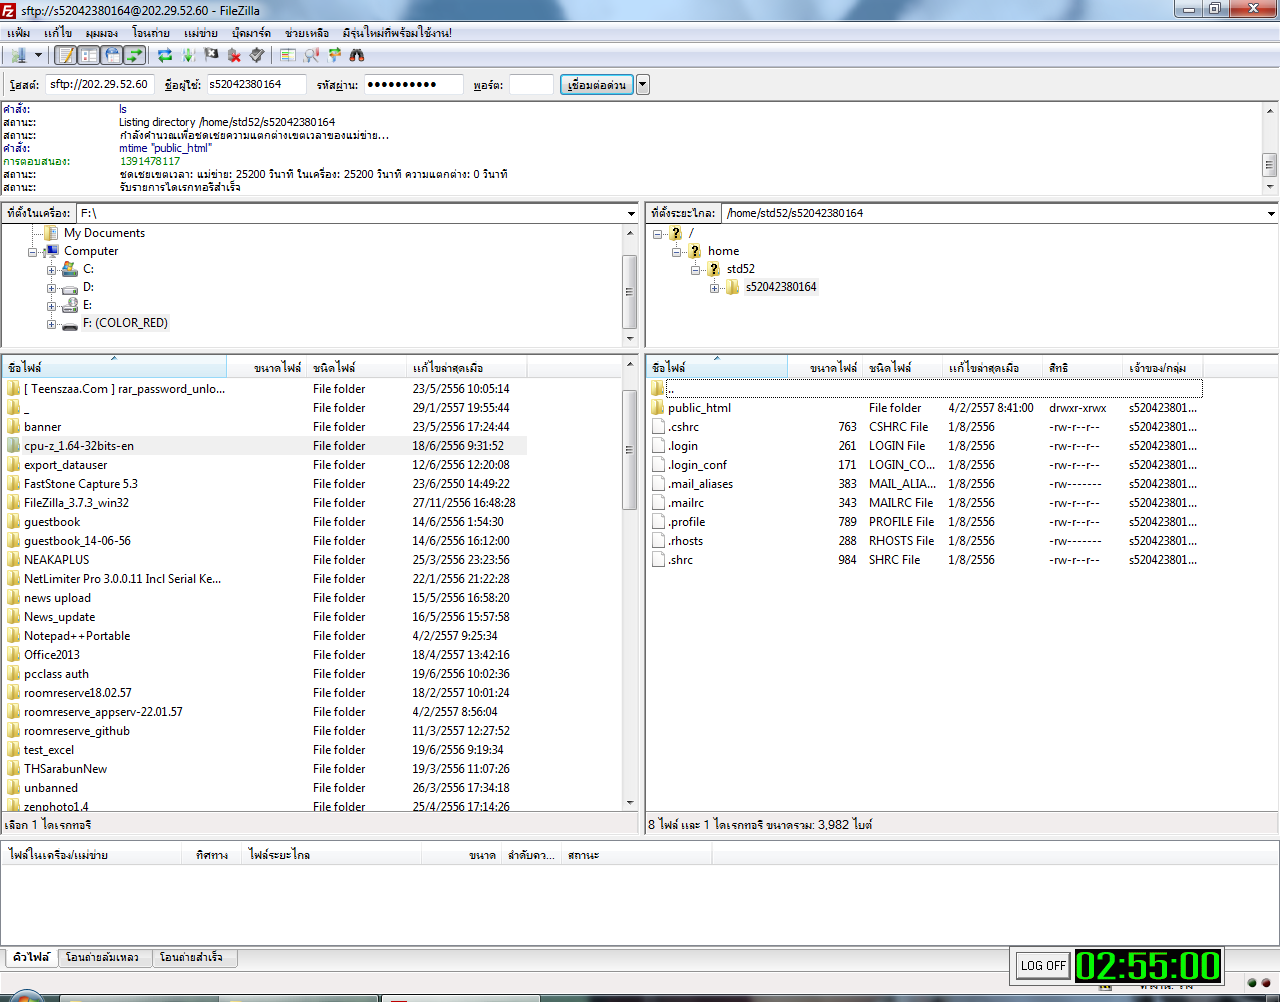 sftp://s52042380164@202.29.52.60 - FileZilla
แฟ้ม แก้ไข มุมมอง โอนถ่าย แม่ข่าย บุ๊คมาร์ค ช่วยเหลือ มีรุ่นใหม่ที่พร้อมใช้งาน!
โฮสต์: sftp://202.29.52.60 ชื่อผู้ใช้: s52042380164 รหัสผ่าน: ●●●●●●●●●● พอร์ต: เชื่อมต่อด่วน
คำสั่ง: ls
สถานะ: Listing directory /home/std52/s52042380164
สถานะ: กำลังคำนวณเพื่อชดเชยความแตกต่างเขตเวลาของแม่ข่าย...
คำสั่ง: mtime "public_html"
การตอบสนอง: 1391478117
สถานะ: ชดเชยเขตเวลา: แม่ข่าย: 25200 วินาที ในเครื่อง: 25200 วินาที ความแตกต่าง: 0 วินาที
สถานะ: รับรายการไดเรกทอรีสำเร็จ
ที่ตั้งในเครื่อง: F:\
My Documents
Computer
C:
D:
E:
F: (COLOR_RED)
ที่ตั้งระยะไกล: /home/std52/s52042380164
/
home
std52
s52042380164
ชื่อไฟล์ ขนาดไฟล์ ชนิดไฟล์ แก้ไขล่าสุดเมื่อ
[ Teenszaa.Com ] rar_password_unlo... File folder 23/5/2556 10:05:14
_ File folder 29/1/2557 19:55:44
banner File folder 23/5/2556 17:24:44
cpu-z_1.64-32bits-en File folder 18/6/2556 9:31:52
export_datauser File folder 12/6/2556 12:20:08
FastStone Capture 5.3 File folder 23/6/2550 14:49:22
FileZilla_3.7.3_win32 File folder 27/11/2556 16:48:28
guestbook File folder 14/6/2556 1:54:30
guestbook_14-06-56 File folder 14/6/2556 16:12:00
NEAKAPLUS File folder 25/3/2556 23:23:56
NetLimiter Pro 3.0.0.11 Incl Serial Ke... File folder 22/1/2556 21:22:28
news upload File folder 15/5/2556 16:58:20
News_update File folder 16/5/2556 15:57:58
Notepad++Portable File folder 4/2/2557 9:25:34
Office2013 File folder 18/4/2557 13:42:16
pcclass auth File folder 19/6/2556 10:02:36
roomreserve18.02.57 File folder 18/2/2557 10:01:24
roomreserve_appserv-22.01.57 File folder 4/2/2557 8:56:04
roomreserve_github File folder 11/3/2557 12:27:52
test_excel File folder 19/6/2556 9:19:34
THSarabunNew File folder 19/3/2556 11:07:26
unbanned File folder 26/3/2556 17:34:18
zenphoto1.4 File folder 25/4/2556 17:14:26
เลือก 1 ไดเรกทอรี
ชื่อไฟล์ ขนาดไฟล์ ชนิดไฟล์ แก้ไขล่าสุดเมื่อ สิทธิ เจ้าของ/กลุ่ม
..
public_html File folder 4/2/2557 8:41:00 drwxr-xrwx s520423801...
.cshrc 763 CSHRC File 1/8/2556 -rw-r--r-- s520423801...
.login 261 LOGIN File 1/8/2556 -rw-r--r-- s520423801...
.login_conf 171 LOGIN_CO... 1/8/2556 -rw-r--r-- s520423801...
.mail_aliases 383 MAIL_ALIA... 1/8/2556 -rw------- s520423801...
.mailrc 343 MAILRC File 1/8/2556 -rw-r--r-- s520423801...
.profile 789 PROFILE File 1/8/2556 -rw-r--r-- s520423801...
.rhosts 288 RHOSTS File 1/8/2556 -rw------- s520423801...
.shrc 984 SHRC File 1/8/2556 -rw-r--r-- s520423801...
8 ไฟล์ และ 1 ไดเรกทอรี ขนาดรวม: 3,982 ไบต์
ไฟล์ในเครื่อง/แม่ข่าย ทิศทาง ไฟล์ระยะไกล ขนาด ลำดับคว... สถานะ
คิวไฟล์ โอนถ่ายล้มเหลว โอนถ่ายสำเร็จ
LOG OFF 02:55:00